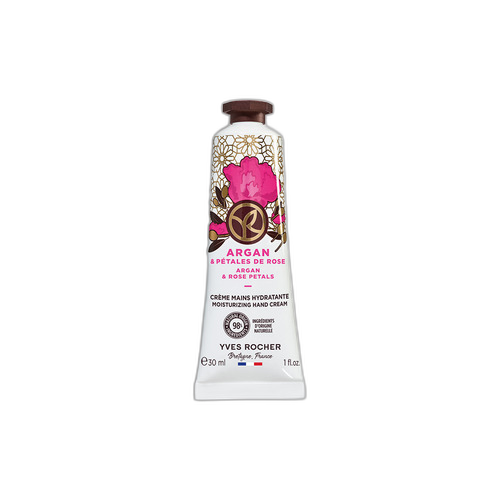 ARGAN
& PÉTALES DE ROSE
ARGAN
& ROSE PETALS
CRÈME MAINS HYDRATANTE
MOISTURIZING HAND CREAM
98%
INGRÉDIENTS
D'ORIGINE
NATURELLE
YVES ROCHER
Bretagne, France
e30 ml 1 fl.oz.